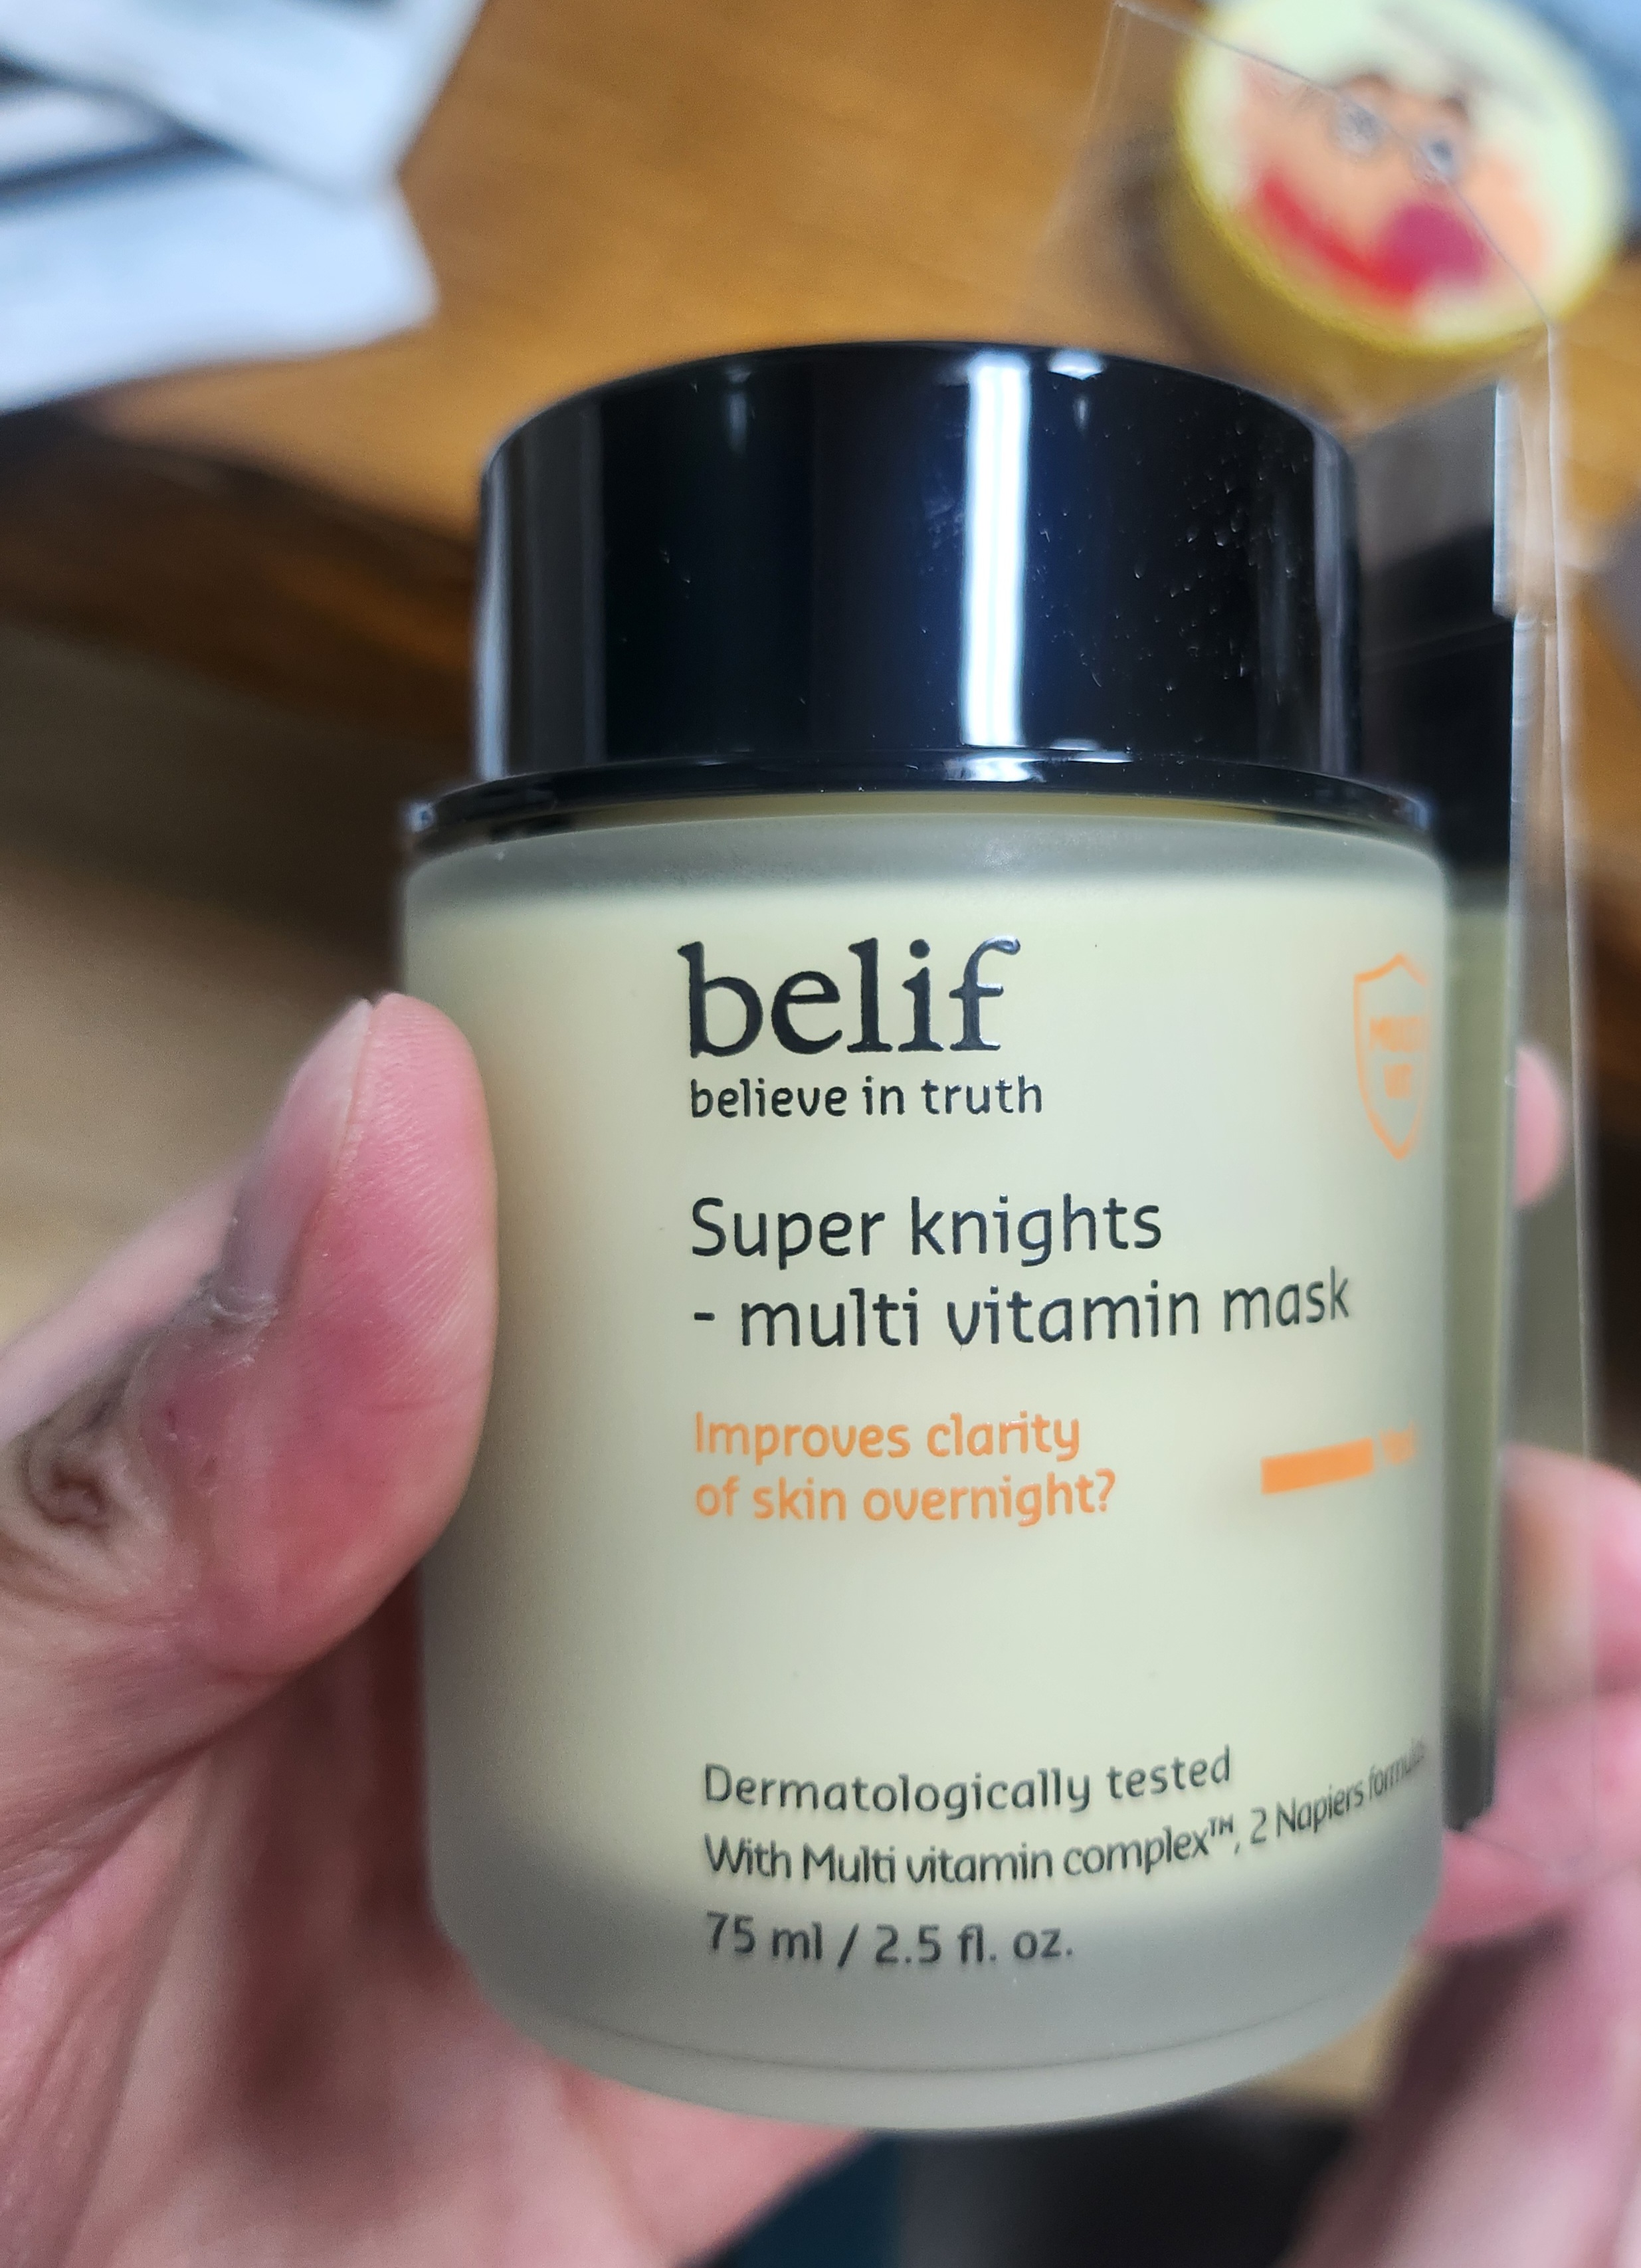 belif
believe in truth
Super knights
- multi vitamin mask
Improves clarity
of skin overnight?
Dermatologically tested
With Multi vitamin complex™, 2 Napiers formulas
75 ml / 2.5 fl. oz.